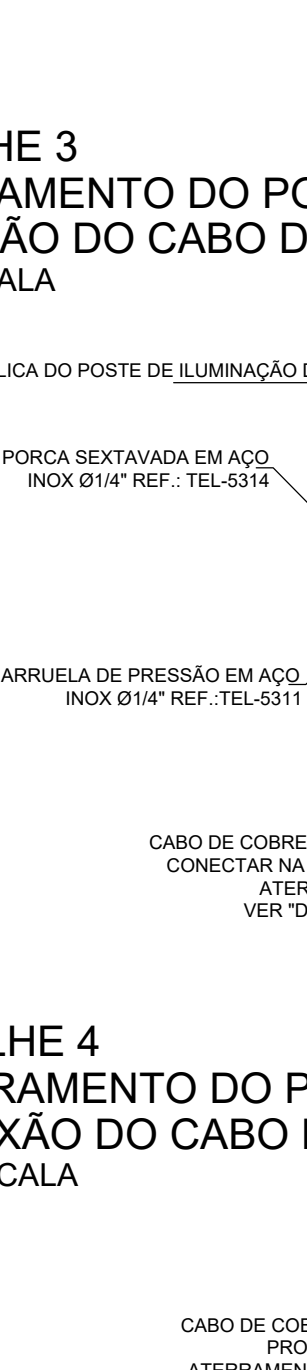 HE 3
AMENTO DO PO
ÃO DO CABO D
ALA
LICA DO POSTE DE ILUMINAÇÃO D
PORCA SEXTAVADA EM AÇO
INOX Ø1/4" REF.: TEL-5314
ARRUELA DE PRESSÃO EM AÇO
INOX Ø1/4" REF.:TEL-5311
CABO DE COBRE
CONECTAR NA
ATER
VER "D
LHE 4
RAMENTO DO P
XÃO DO CABO
CALA
CABO DE COB
PRO
ATERRAMEN